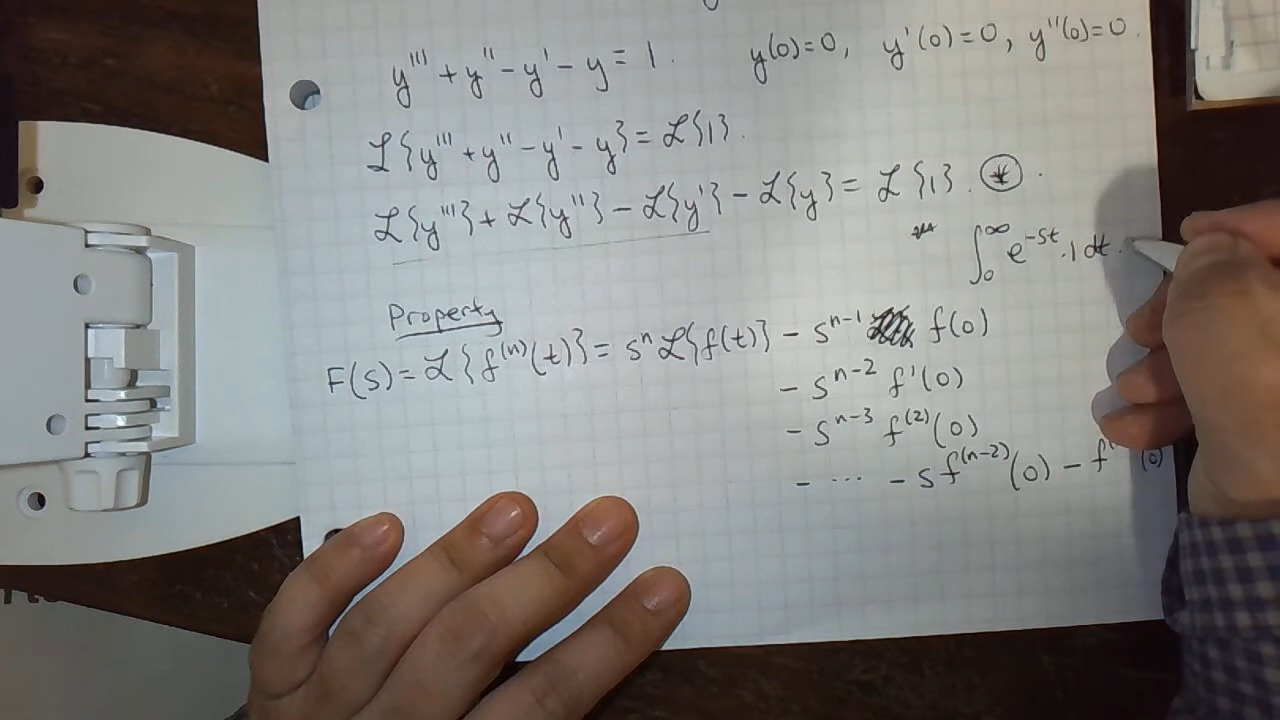 y''' + y'' - y' - y = 1. y(0)=0, y'(0)=0, y''(0)=0.
ℒ{y''' + y'' - y' - y} = ℒ{1}.
ℒ{y'''} + ℒ{y''} - ℒ{y'} - ℒ{y} = ℒ{1}. ⊛.
∫₀^∞ e^{-st}·1 dt.
Property
F(s) = ℒ{f^{(n)}(t)} = s^n ℒ{f(t)} - s^{n-1} f(0)
- s^{n-2} f'(0)
- s^{n-3} f^{(2)}(0)
- ... - s f^{(n-2)}(0) - f (0)